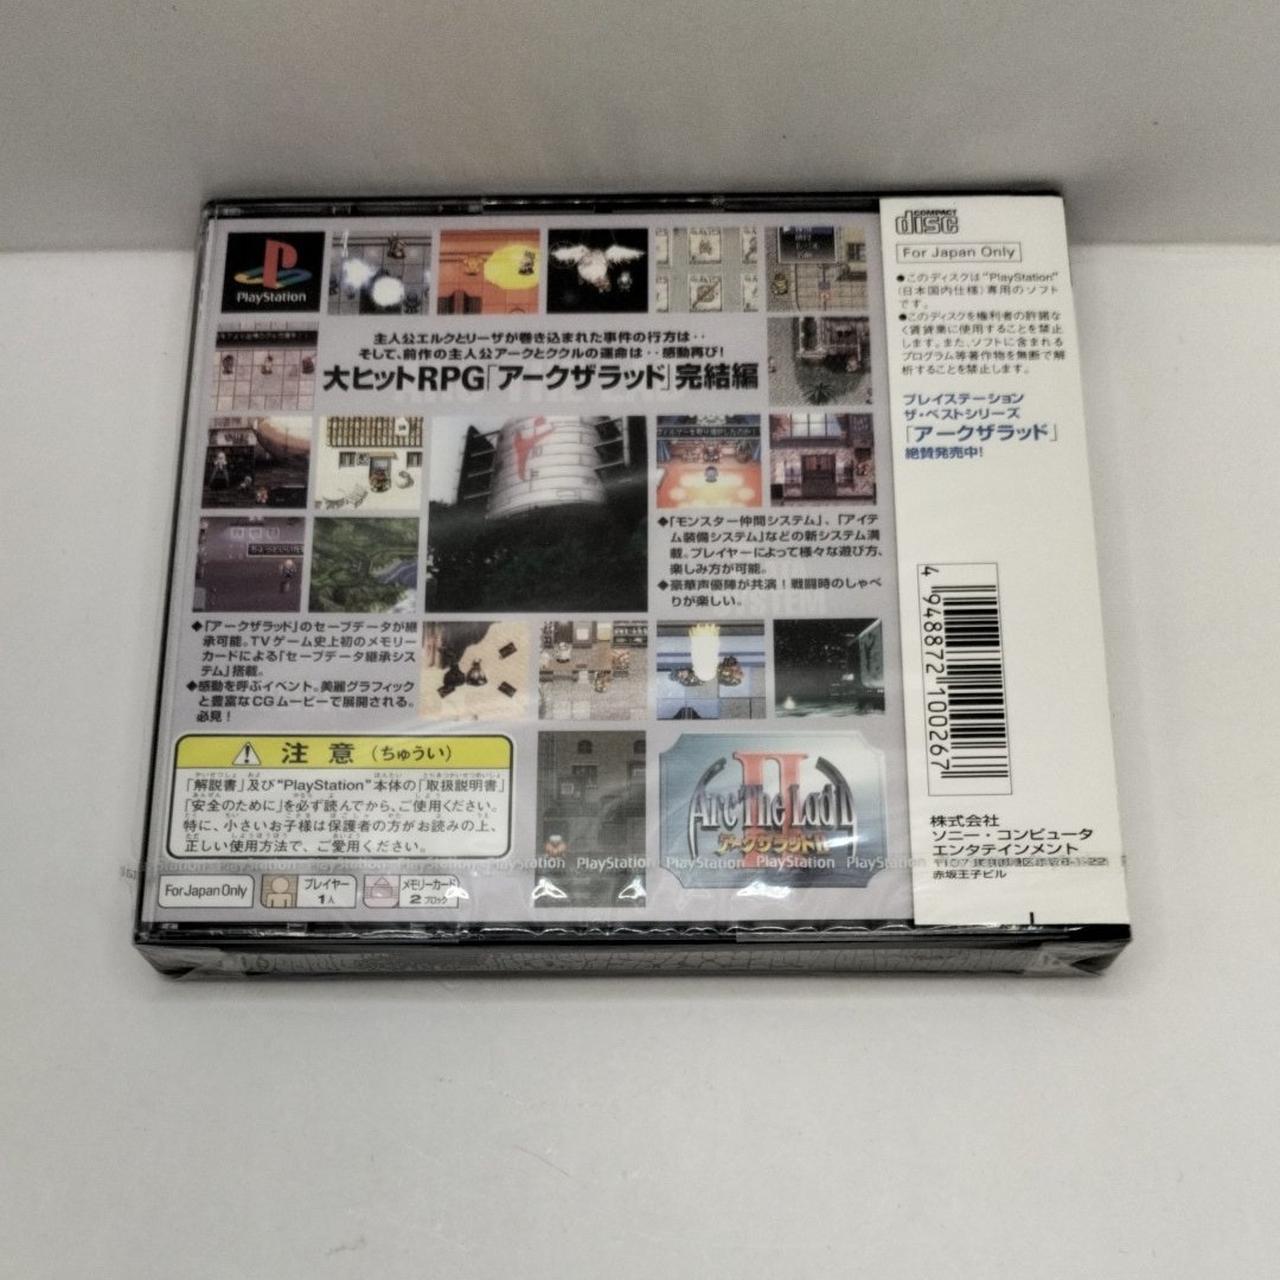 PlayStation
主人公エルクとリーザが巻き込まれた事件の行方は‥
そして、前作の主人公アークとククルの運命は‥感動再び!
大ヒットRPG「アークザラッド」完結編
◆「モンスター仲間システム」、「アイテ
ム装備システム」などの新システム満
載。プレイヤーによって様々な遊び方、
楽しみ方が可能。
◆豪華声優陣が共演!戦闘時のしゃべ
りが楽しい。
◆「アークザラッド」のセーブデータが継
承可能。TVゲーム史上初のメモリー
カードによる「セーブデータ継承シス
テム」搭載。
◆感動を呼ぶイベント。美麗グラフィック
と豊富なCGムービーで展開される。
必見!
注意(ちゅうい)
「解説書」及び"PlayStation"本体の「取扱説明書」
「安全のために」を必ず読んでから、ご使用ください。
特に、小さいお子様は保護者の方がお読みの上、
正しい使用方法で、ご愛用ください。
For Japan Only
プレイヤー
1人
メモリーカード
2ブロック
Arc The Lad II
アークザラッドII
PlayStation PlayStation PlayStation PlayStation PlayStation PlayStation PlayStation PlayStation
COMPACT
disc
For Japan Only
●このディスクは"PlayStation"
(日本国内仕様)専用のソフト
です。
●このディスクを権利者の許諾な
く賃貸業に使用することを禁止
します。また、ソフトに含まれる
プログラム等著作物を無断で解
析することを禁止します。
プレイステーション
ザ・ベストシリーズ
「アークザラッド」
絶賛発売中!
4 948872 100267
株式会社
ソニー・コンピュータ
エンタテインメント
赤坂王子ビル